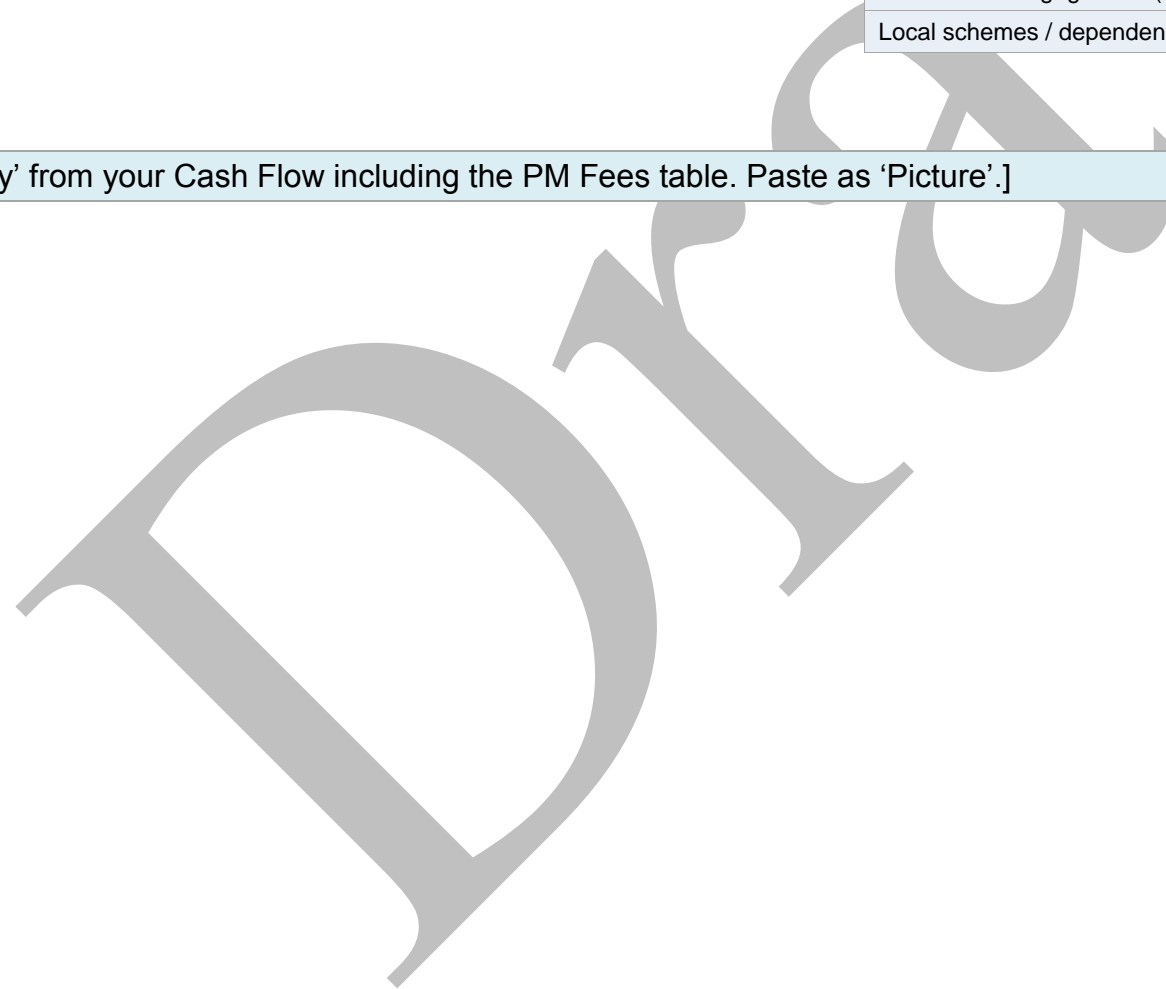 Local schemes / dependen
y’ from your Cash Flow including the PM Fees table. Paste as ‘Picture’.]
Dra